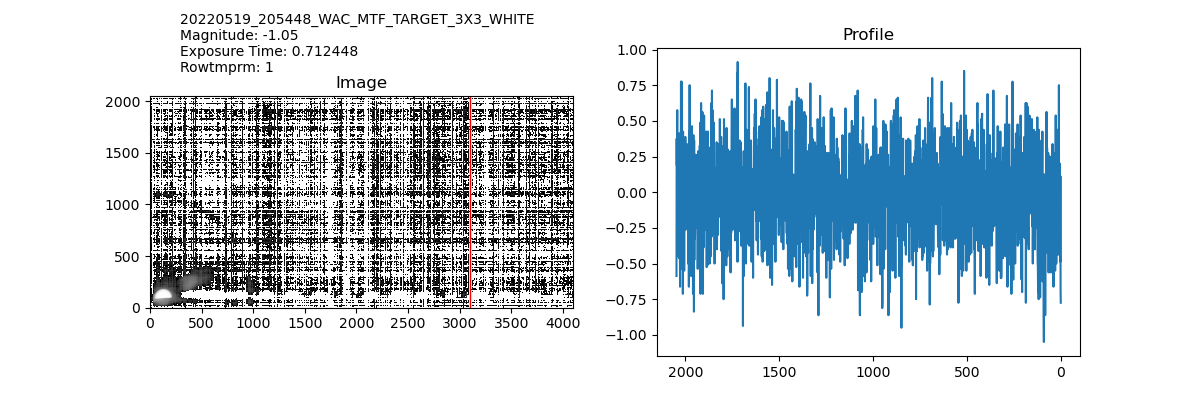 20220519_205448_WAC_MTF_TARGET_3X3_WHITE
Magnitude: -1.05
Exposure Time: 0.712448
Rowtmprm: 1
Image
2000
1500
1000
500
0
0 500 1000 1500 2000 2500 3000 3500 4000
Profile
1.00
0.75
0.50
0.25
0.00
−0.25
−0.50
−0.75
−1.00
2000 1500 1000 500 0